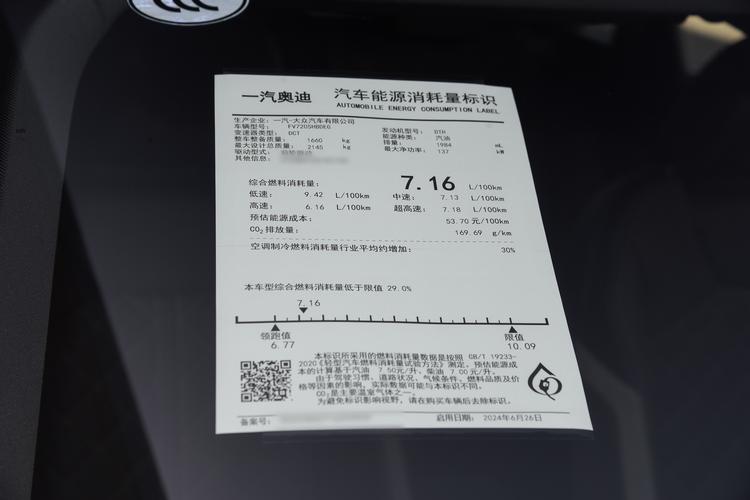 一汽奥迪 汽车能源消耗量标识
AUTOMOBILE ENERGY CONSUMPTION LABEL
生产企业：一汽-大众汽车有限公司
车辆型号： FV7205HBDEG 发动机型号： DTH
变速器类型： DCT 能源种类： 汽油
整车整备质量： 1660 kg 排量： 1984 mL
最大设计总质量： 2145 kg 最大净功率： 137 kW
驱动型式：
其他信息：
综合燃料消耗量： 7.16 L/100km
低速： 9.42 L/100km 中速： 7.13 L/100km
高速： 6.16 L/100km 超高速： 7.18 L/100km
预估能源成本： 53.70 元/100km
CO₂排放量： 169.69 g/km
空调制冷燃料消耗量行业平均约增加： 30%
本车型综合燃料消耗量低于限值 29.0%
7.16
领跑值 限值
6.77 10.09
本标识所采用的燃料消耗量数据是按照 GB/T 19233-
2020《轻型汽车燃料消耗量试验方法》测定，预估能源成
本的计算基于汽油 7.50元/升、柴油 7.00元/升。
由于驾驶习惯、道路状况、气候条件、燃料品质及价
格等因素的影响，实际数据可能与本标识不同。
CO₂是主要温室气体之一。
为避免标识影响视野，请在购买车辆后去除标识。
备案号： 启用日期： 2024年6月26日